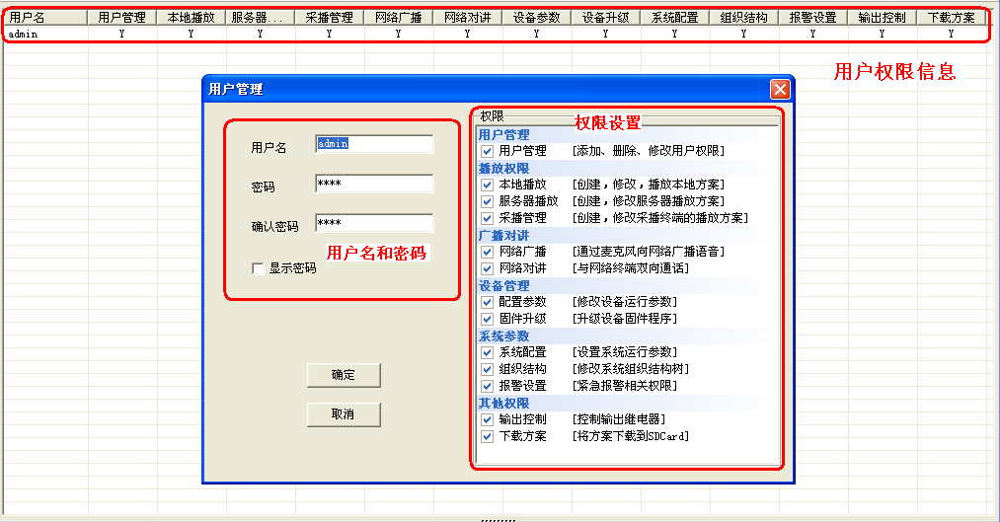 用户名 用户管理 本地播放 服务器... 采播管理 网络广播 网络对讲 设备参数 设备升级 系统配置 组织结构 报警设置 输出控制 下载方案
admin Y Y Y Y Y Y Y Y Y Y Y Y Y
用户权限信息
用户管理
用户名 admin
密码 ****
确认密码 ****
用户名和密码
显示密码
确定
取消
权限
权限设置
用户管理
用户管理 [添加、删除、修改用户权限]
播放权限
本地播放 [创建，修改，播放本地方案]
服务器播放 [创建，修改服务器播放方案]
采播管理 [创建，修改采播终端的播放方案]
广播对讲
网络广播 [通过麦克风向网络广播语音]
网络对讲 [与网络终端双向通话]
设备管理
配置参数 [修改设备运行参数]
固件升级 [升级设备固件程序]
系统参数
系统配置 [设置系统运行参数]
组织结构 [修改系统组织结构树]
报警设置 [紧急报警相关权限]
其他权限
输出控制 [控制输出继电器]
下载方案 [将方案下载到SDCard]